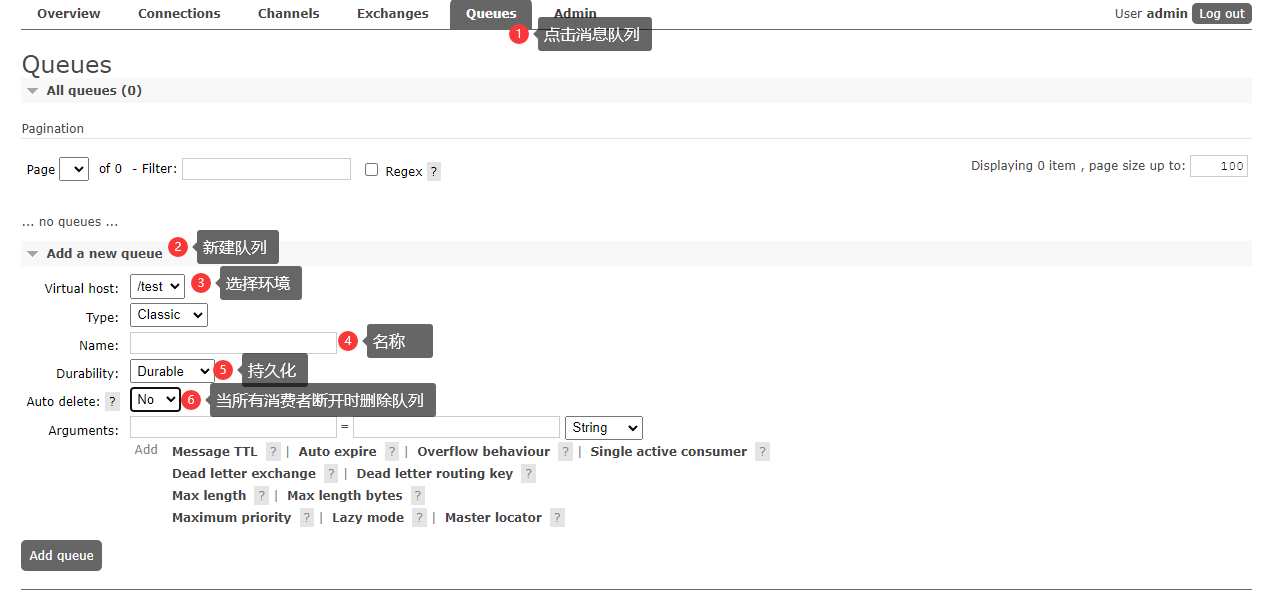 Overview Connections Channels Exchanges Queues Admin User admin Log out
1 点击消息队列
Queues
All queues (0)
Pagination
Page of 0 - Filter: Regex ? Displaying 0 item , page size up to: 100
... no queues ...
Add a new queue 2 新建队列
Virtual host: /test 3 选择环境
Type: Classic
Name: 4 名称
Durability: Durable 5 持久化
Auto delete: ? No 6 当所有消费者断开时删除队列
Arguments: = String
Add Message TTL ? | Auto expire ? | Overflow behaviour ? | Single active consumer ?
Dead letter exchange ? | Dead letter routing key ?
Max length ? | Max length bytes ?
Maximum priority ? | Lazy mode ? | Master locator ?
Add queue